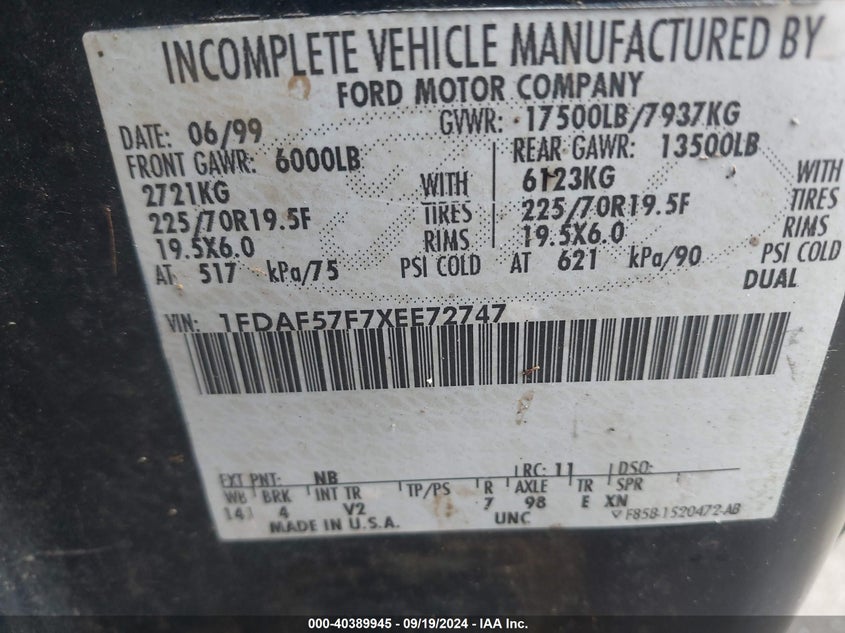 INCOMPLETE VEHICLE MANUFACTURED BY
FORD MOTOR COMPANY
DATE: 06/99 GVWR: 17500LB/7937KG
FRONT GAWR: 6000LB REAR GAWR: 13500LB
2721KG WITH 6123KG WITH
225/70R19.5F TIRES 225/70R19.5F TIRES
19.5X6.0 RIMS 19.5X6.0 RIMS
AT 517 kPa/75 PSI COLD AT 621 kPa/90 PSI COLD
DUAL
VIN: 1FDAF57F7XEE72747
EXT PNT: NB RC: 11 DSO:
WB BRK INT TR TP/PS R AXLE TR SPR
141 4 V2 7 98 E XN
MADE IN U.S.A. UNC F85B-1520472-AB
000-40389945 - 09/19/2024 - IAA Inc.